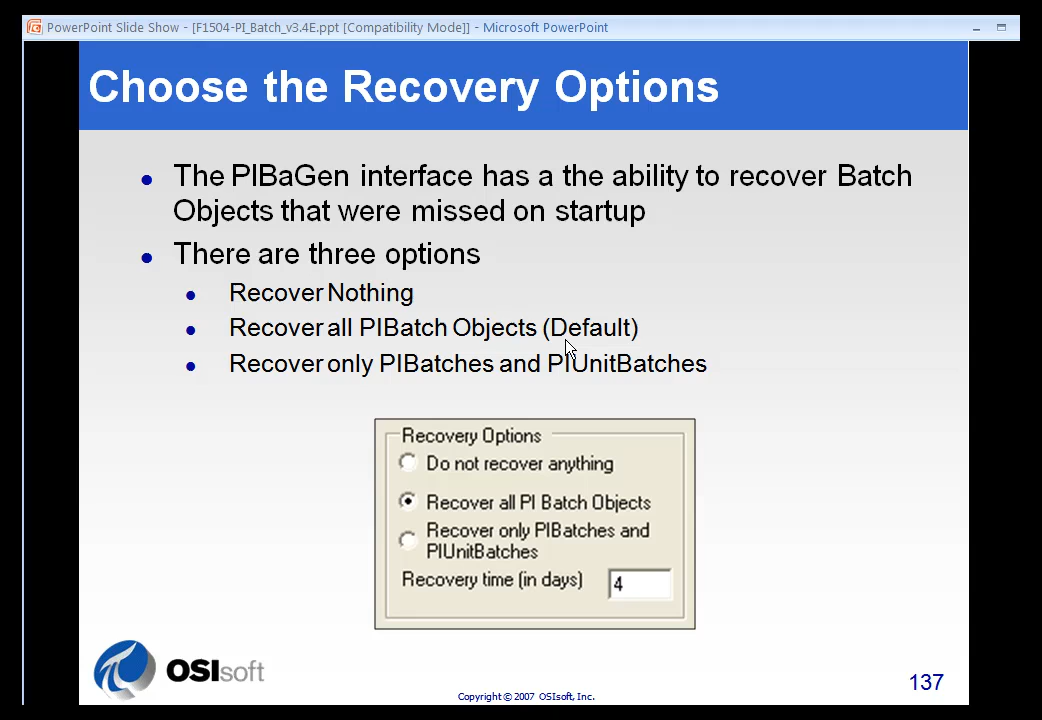 PowerPoint Slide Show - [F1504-PI_Batch_v3.4E.ppt [Compatibility Mode]] - Microsoft PowerPoint
Choose the Recovery Options
The PIBaGen interface has a the ability to recover Batch
Objects that were missed on startup
There are three options
Recover Nothing
Recover all PIBatch Objects (Default)
Recover only PIBatches and PIUnitBatches
Recovery Options
Do not recover anything
Recover all PI Batch Objects
Recover only PIBatches and
PIUnitBatches
Recovery time (in days) 4
OSIsoft
Copyright © 2007 OSIsoft, Inc.
137